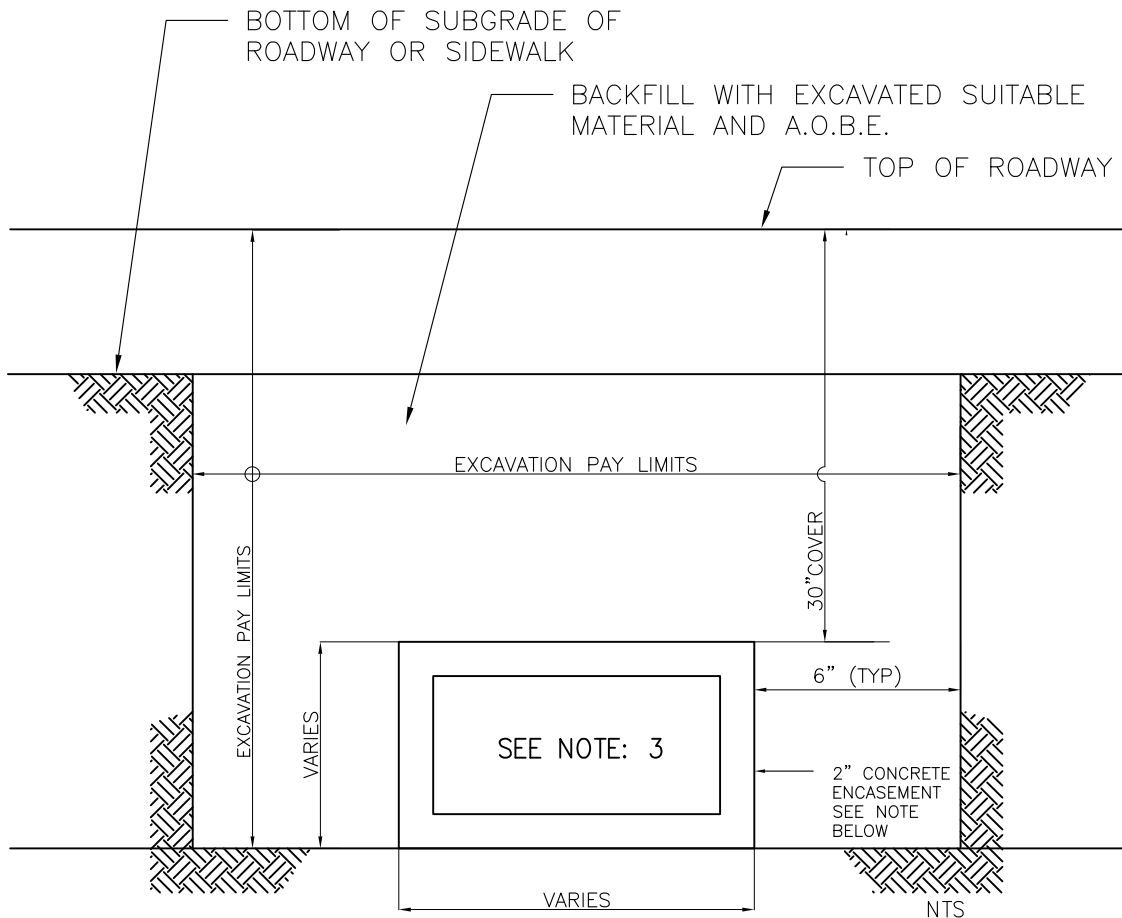 BOTTOM OF SUBGRADE OF
ROADWAY OR SIDEWALK
BACKFILL WITH EXCAVATED SUITABLE
MATERIAL AND A.O.B.E.
TOP OF ROADWAY
EXCAVATION PAY LIMITS
EXCAVATION PAY LIMITS
30”COVER
VARIES
6” (TYP)
SEE NOTE: 3
2” CONCRETE
ENCASEMENT
SEE NOTE
BELOW
VARIES
NTS